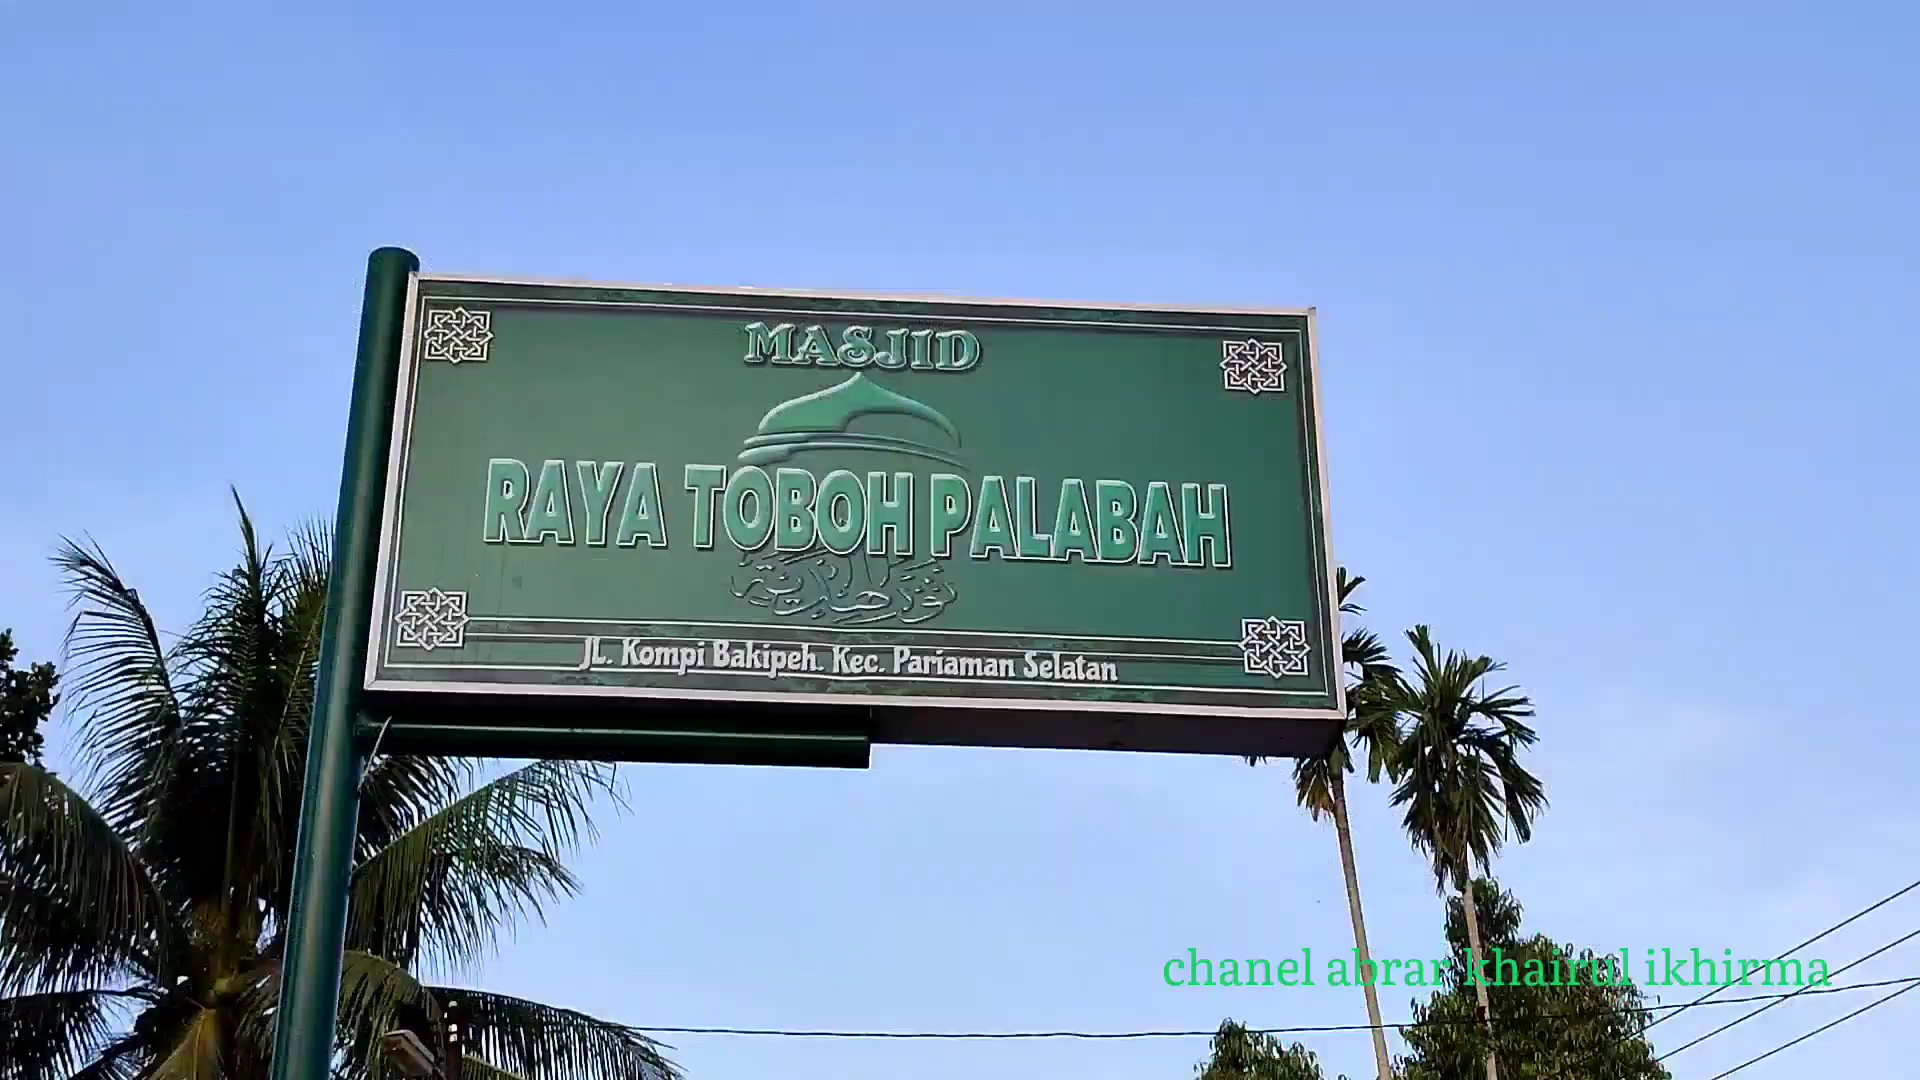 MASJID
RAYA TOBOH PALABAH
JL. Kompi Bakipeh. Kec. Pariaman Selatan
chanel abrar khairul ikhirma